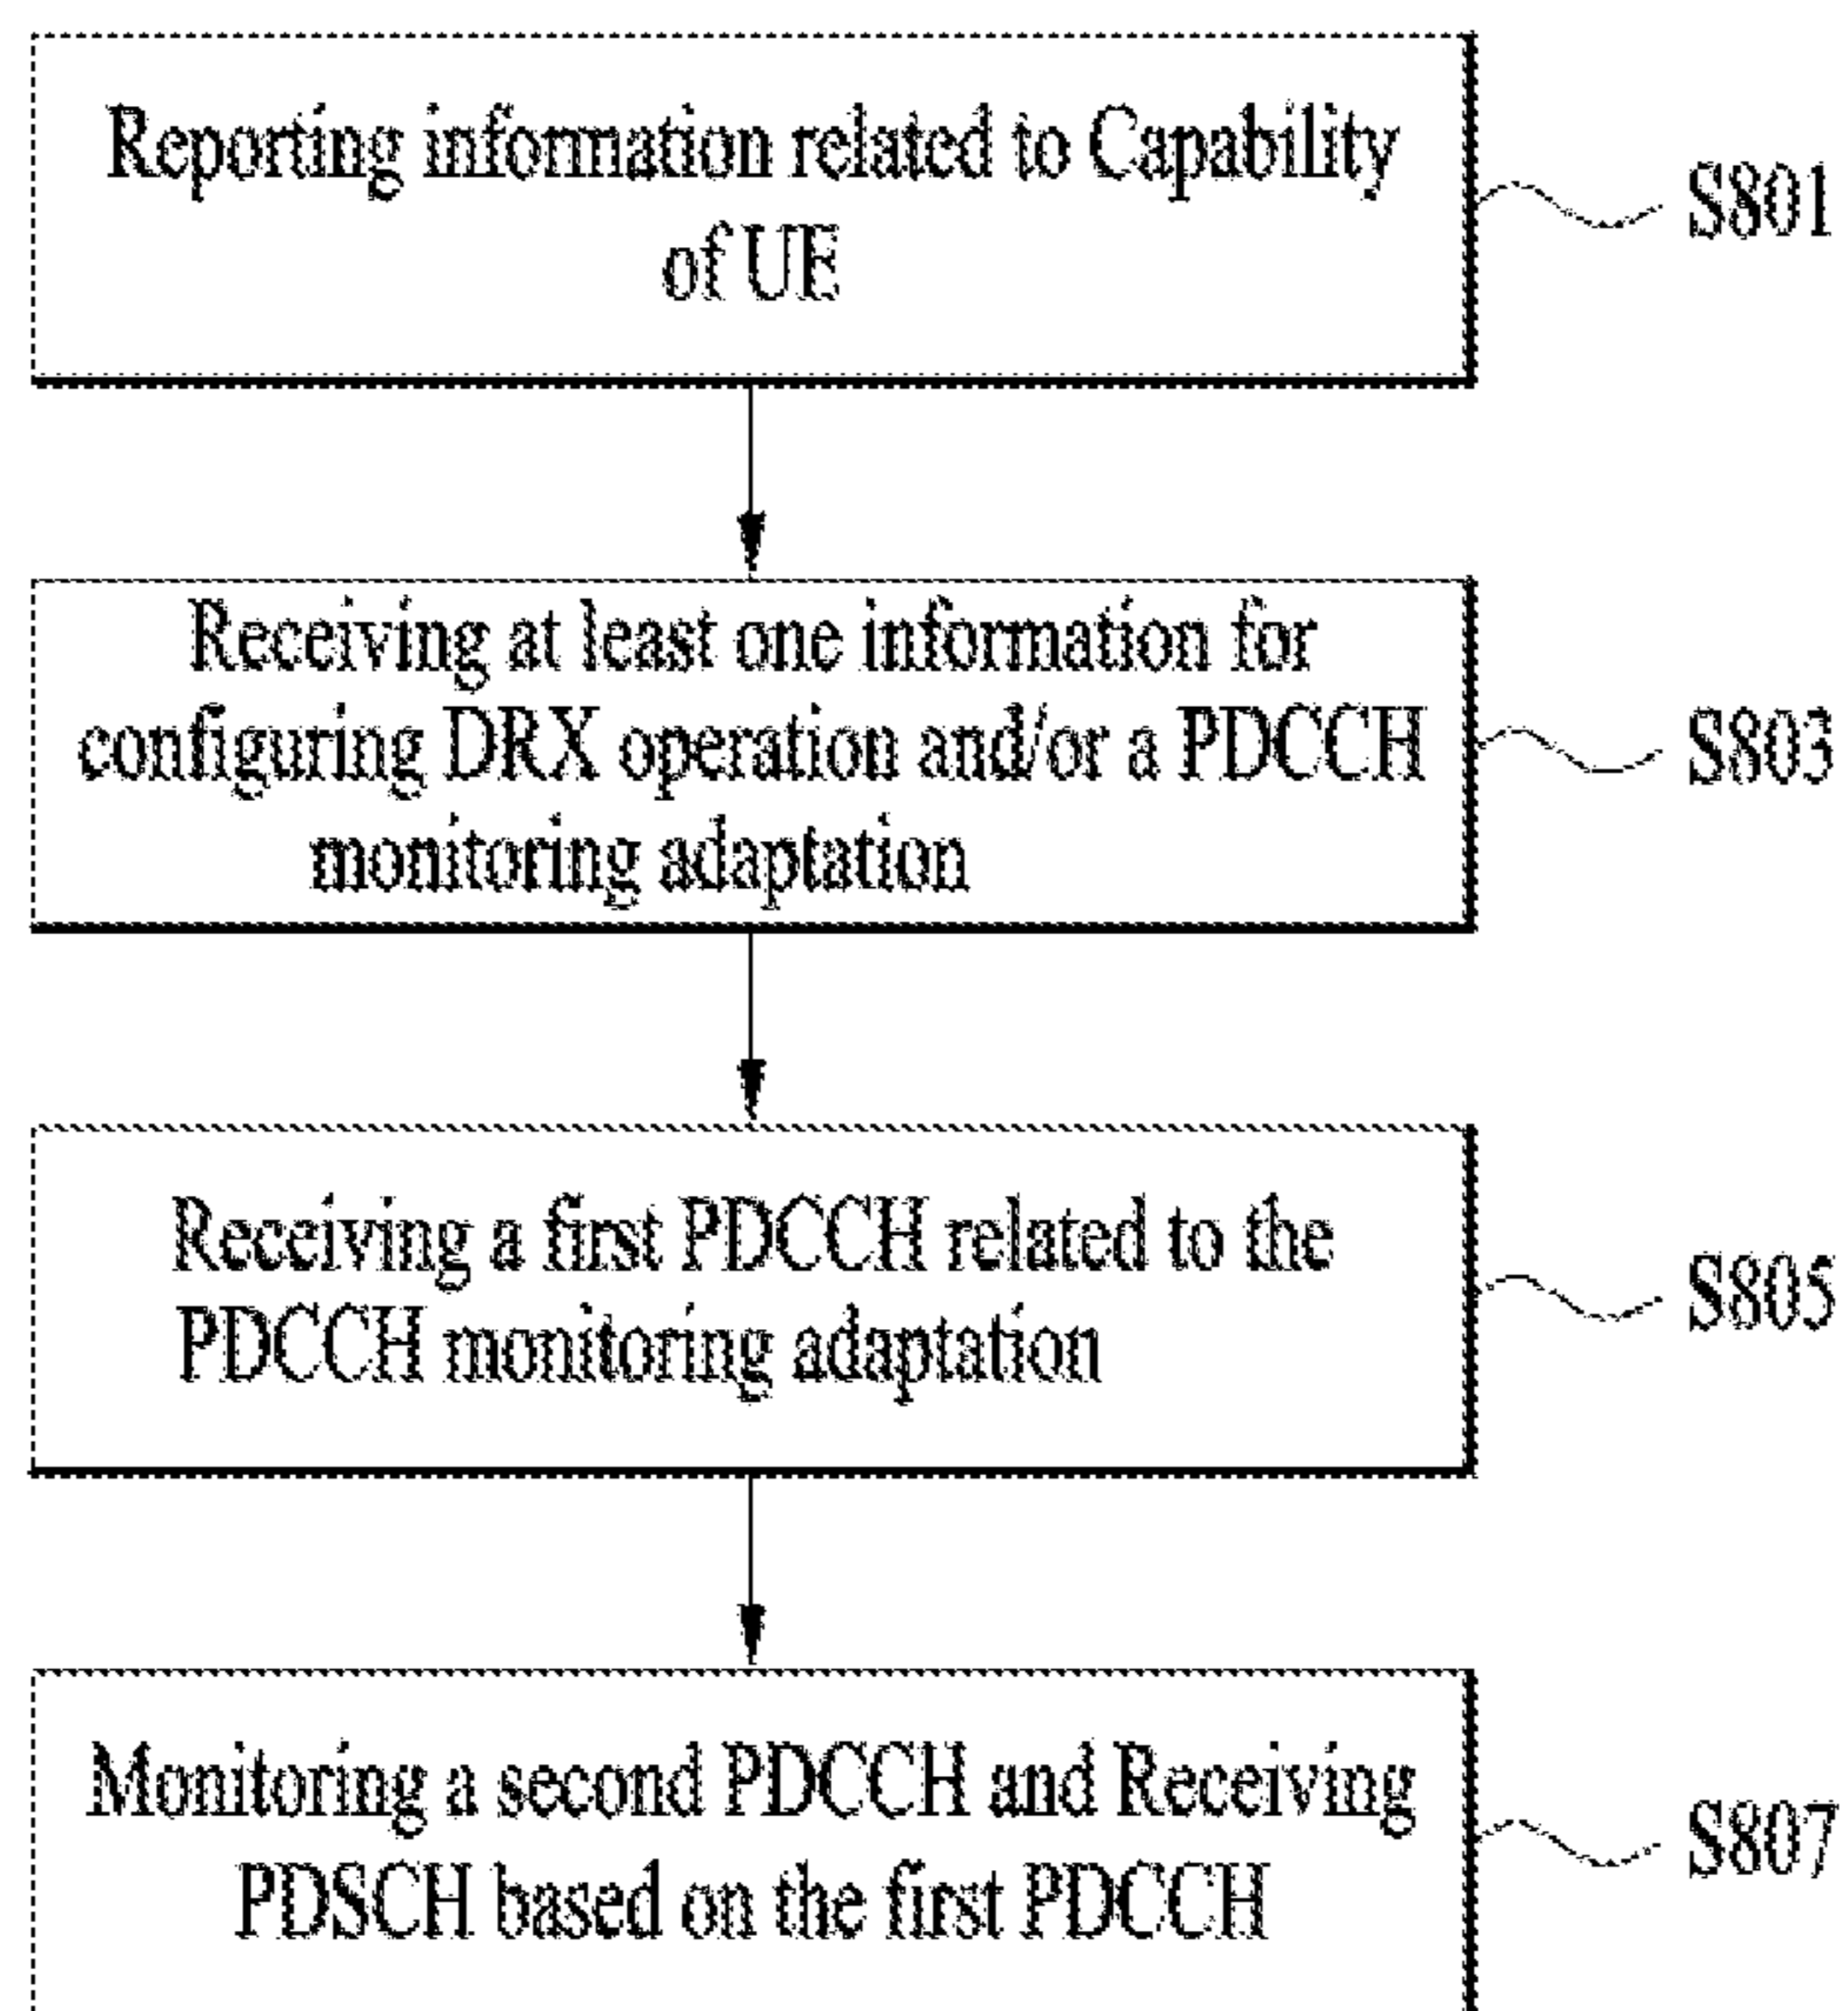 Reporting information related to Capability
of UE
S801
Receiving at least one information for
configuring DRX operation and/or a PDCCH
monitoring adaptation
S803
Receiving a first PDCCH related to the
PDCCH monitoring adaptation
S805
Monitoring a second PDCCH and Receiving
PDSCH based on the first PDCCH
S807